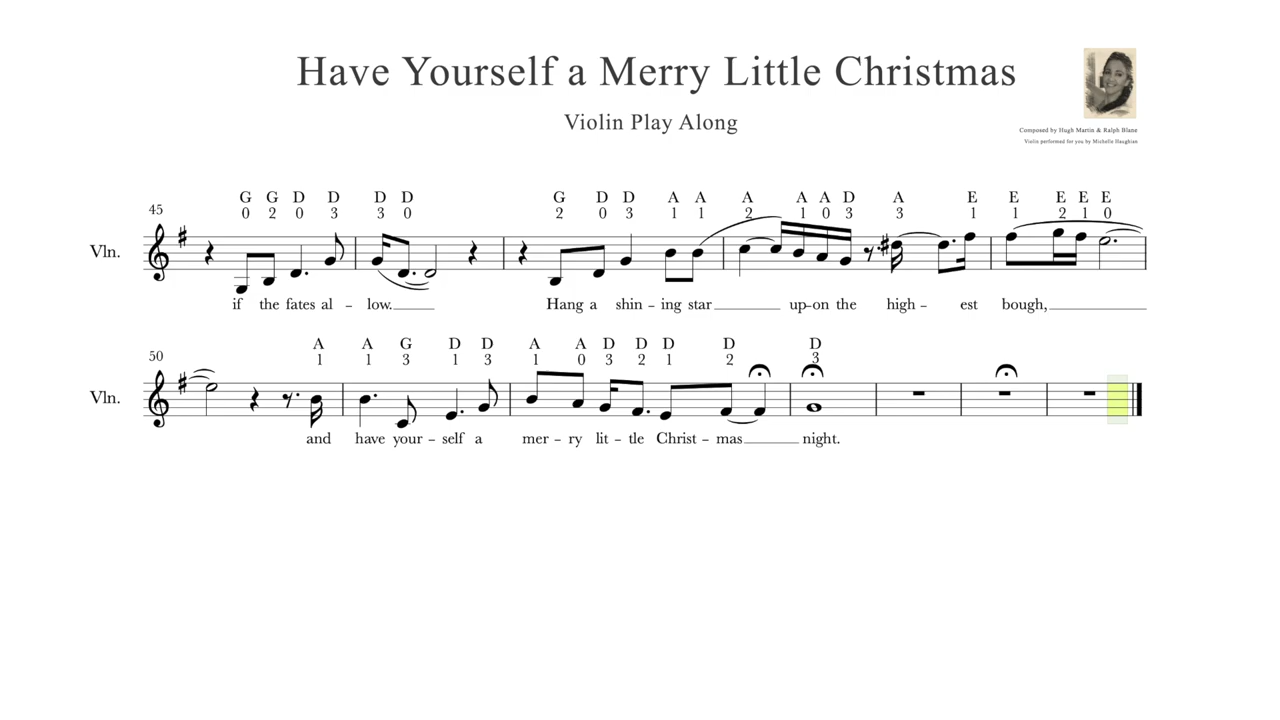 Have Yourself a Merry Little Christmas
Violin Play Along
Composed by Hugh Martin & Ralph Blane
Violin performed for you by Michelle Haughian
G G D D D D G D D A A A A A D A E E E E E
45 0 2 0 3 3 0 2 0 3 1 1 2 1 0 3 3 1 1 2 1 0
Vln.
if the fates al – low. Hang a shin – ing star up–on the high – est bough,
A A G D D A A D D D D D
50 1 1 3 1 3 1 0 3 2 1 2 3
Vln.
and have your – self a mer – ry lit – tle Christ – mas night.